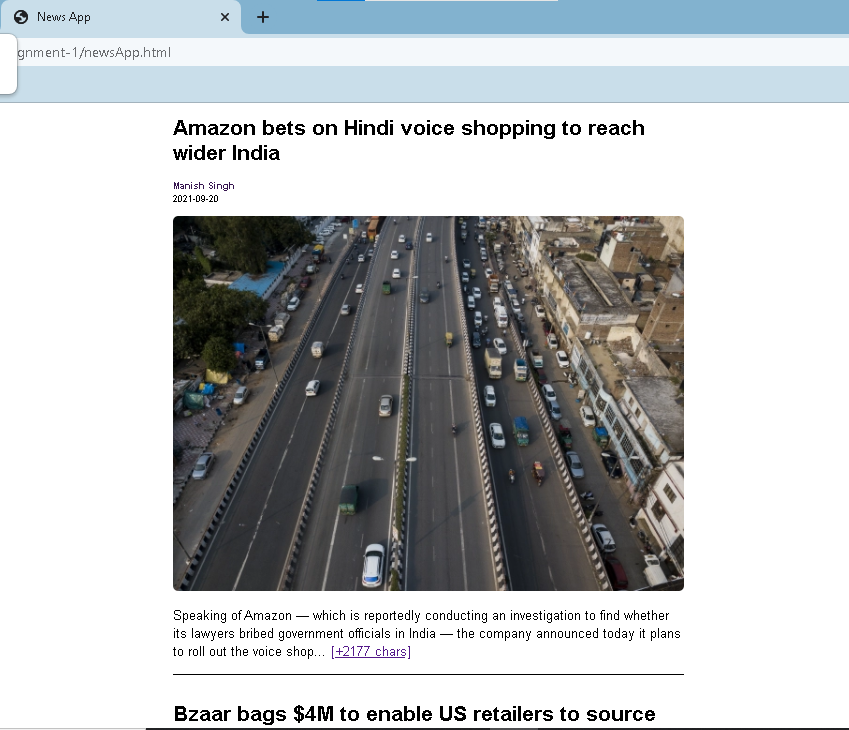 News App
gnment-1/newsApp.html
Amazon bets on Hindi voice shopping to reach
wider India
Manish Singh
2021-09-20
Speaking of Amazon — which is reportedly conducting an investigation to find whether
its lawyers bribed government officials in India — the company announced today it plans
to roll out the voice shop… [+2177 chars]
Bzaar bags $4M to enable US retailers to source